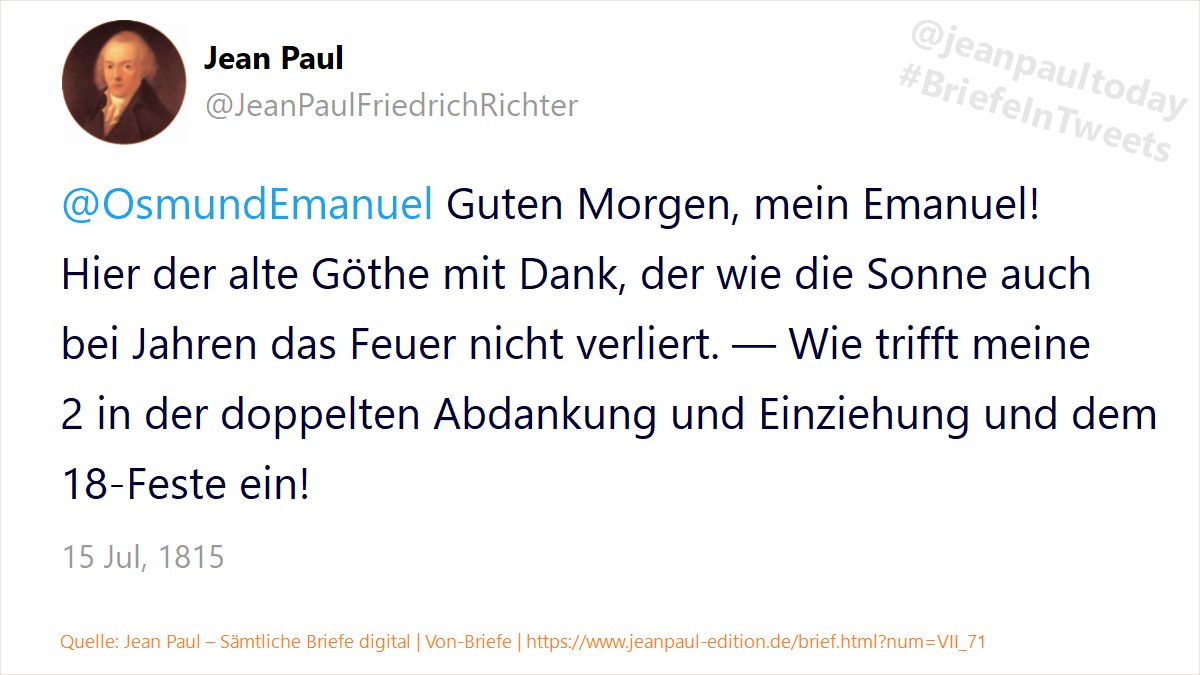 Jean Paul
@JeanPaulFriedrichRichter
@jeanpaultoday
#BriefeInTweets
@OsmundEmanuel Guten Morgen, mein Emanuel!
Hier der alte Göthe mit Dank, der wie die Sonne auch
bei Jahren das Feuer nicht verliert. — Wie trifft meine
2 in der doppelten Abdankung und Einziehung und dem
18-Feste ein!
15 Jul, 1815
Quelle: Jean Paul – Sämtliche Briefe digital | Von-Briefe | https://www.jeanpaul-edition.de/brief.html?num=VII_71